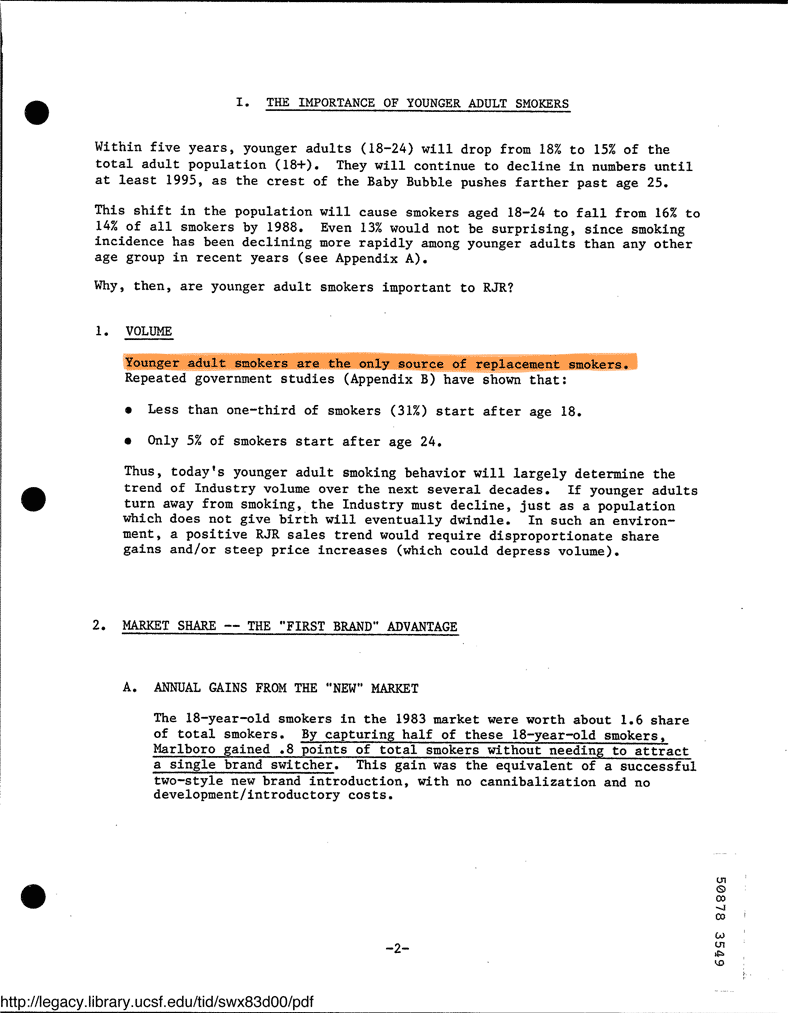 I. THE IMPORTANCE OF YOUNGER ADULT SMOKERS
Within five years, younger adults (18-24) will drop from 18% to 15% of the
total adult population (18+). They will continue to decline in numbers until
at least 1995, as the crest of the Baby Bubble pushes farther past age 25.
This shift in the population will cause smokers aged 18-24 to fall from 16% to
14% of all smokers by 1988. Even 13% would not be surprising, since smoking
incidence has been declining more rapidly among younger adults than any other
age group in recent years (see Appendix A).
Why, then, are younger adult smokers important to RJR?
1. VOLUME
Younger adult smokers are the only source of replacement smokers.
Repeated government studies (Appendix B) have shown that:
● Less than one-third of smokers (31%) start after age 18.
● Only 5% of smokers start after age 24.
Thus, today's younger adult smoking behavior will largely determine the
trend of Industry volume over the next several decades. If younger adults
turn away from smoking, the Industry must decline, just as a population
which does not give birth will eventually dwindle. In such an environ-
ment, a positive RJR sales trend would require disproportionate share
gains and/or steep price increases (which could depress volume).
2. MARKET SHARE -- THE "FIRST BRAND" ADVANTAGE
A. ANNUAL GAINS FROM THE "NEW" MARKET
The 18-year-old smokers in the 1983 market were worth about 1.6 share
of total smokers. By capturing half of these 18-year-old smokers,
Marlboro gained .8 points of total smokers without needing to attract
a single brand switcher. This gain was the equivalent of a successful
two-style new brand introduction, with no cannibalization and no
development/introductory costs.
50878 3549
-2-
http://legacy.library.ucsf.edu/tid/swx83d00/pdf